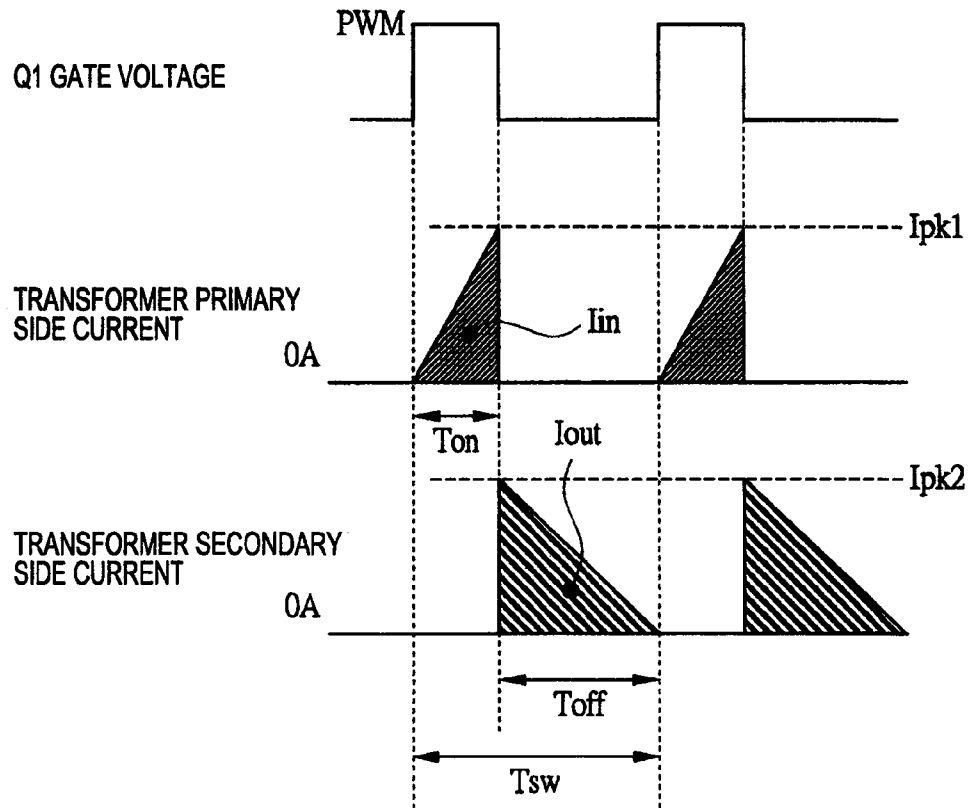 PWM
Q1 GATE VOLTAGE
Ipk1
TRANSFORMER PRIMARY
SIDE CURRENT
Iin
0A
Ton
Iout
Ipk2
TRANSFORMER SECONDARY
SIDE CURRENT
0A
Toff
Tsw